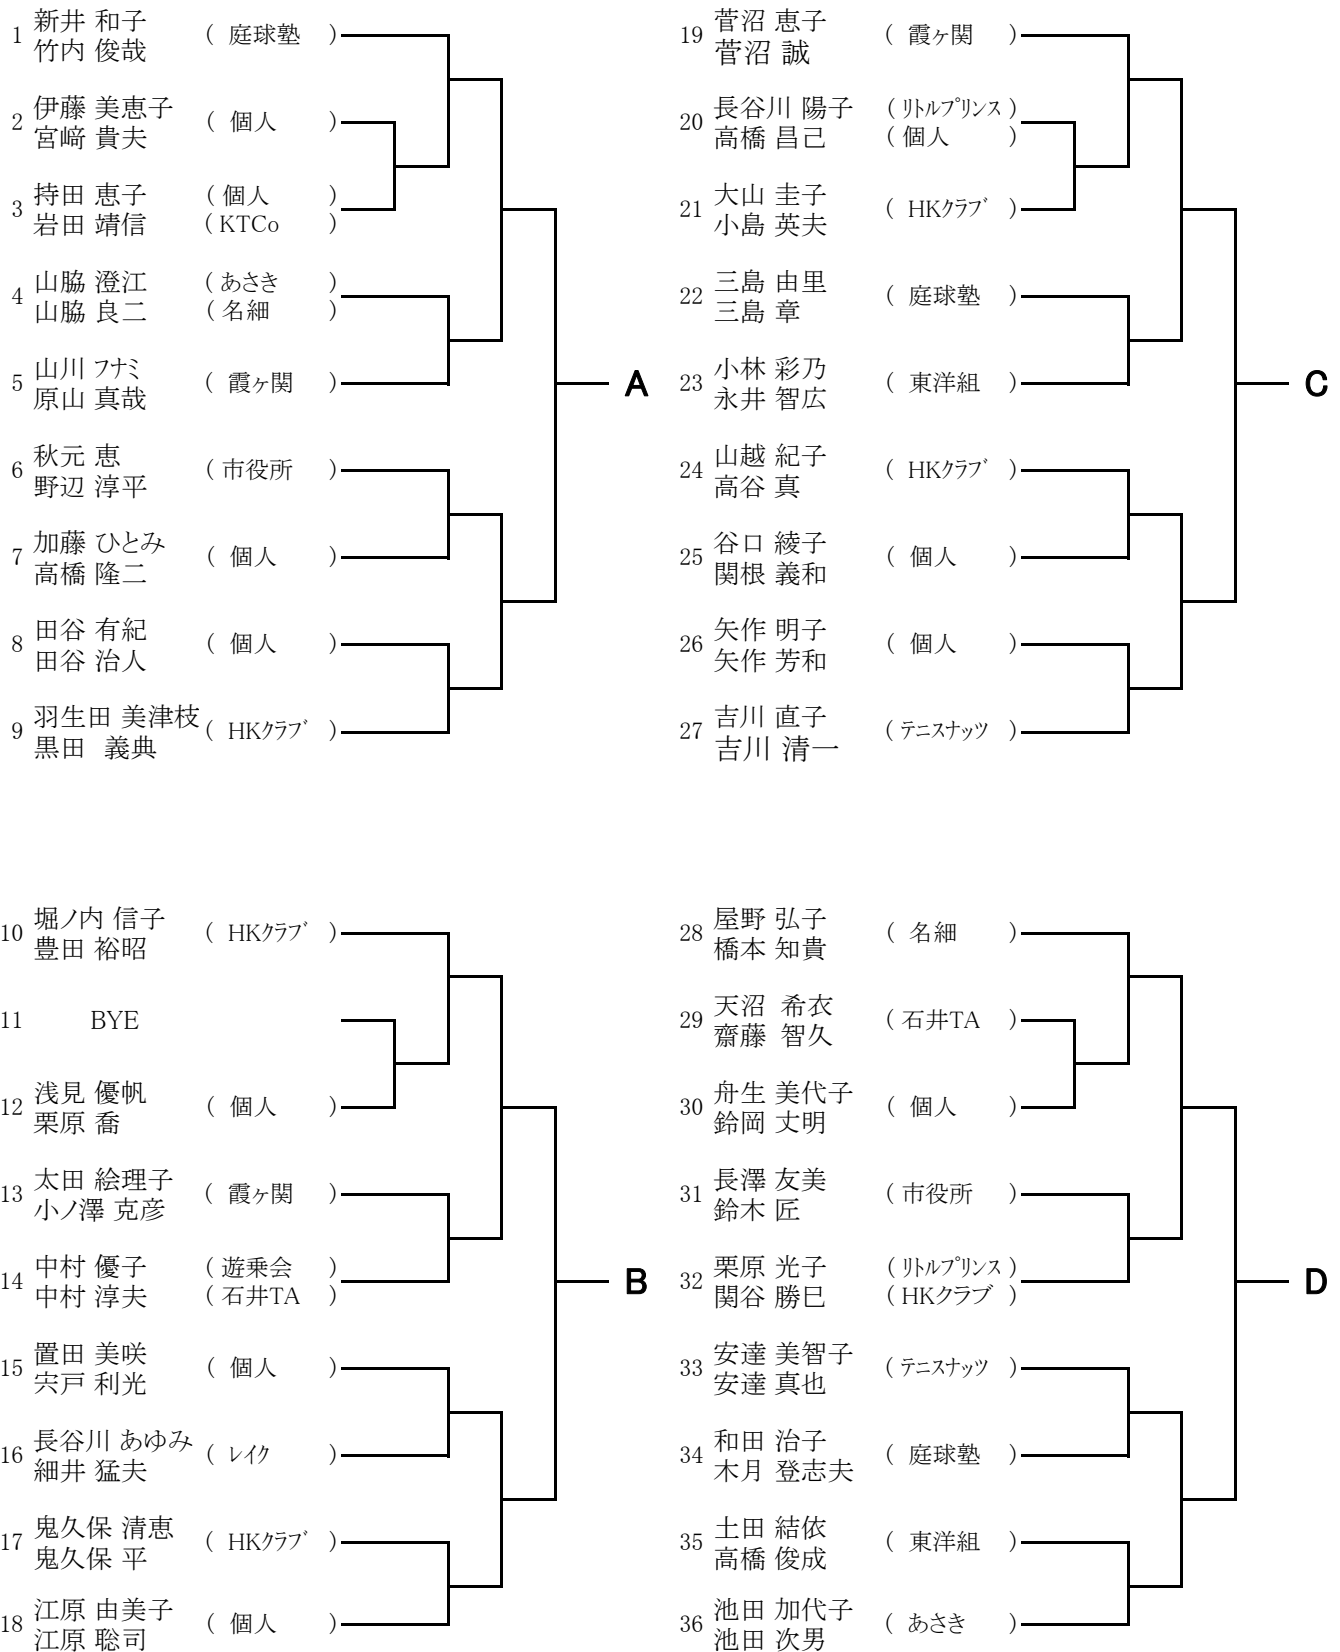 1 新井 和子 ( 庭球塾 )
竹内 俊哉
2 伊藤 美恵子 ( 個人 )
宮﨑 貴夫
3 持田 恵子 ( 個人 )
岩田 靖信 ( KTCo )
4 山脇 澄江 ( あさき )
山脇 良二 ( 名細 )
5 山川 フナミ ( 霞ヶ関 )
原山 真哉
A
6 秋元 恵 ( 市役所 )
野辺 淳平
7 加藤 ひとみ ( 個人 )
高橋 隆二
8 田谷 有紀 ( 個人 )
田谷 治人
9 羽生田 美津枝 ( HKクラブ )
黒田 義典
10 堀ノ内 信子 ( HKクラブ )
豊田 裕昭
11 BYE
12 浅見 優帆 ( 個人 )
栗原 喬
13 太田 絵理子 ( 霞ヶ関 )
小ノ澤 克彦
14 中村 優子 ( 遊乗会 )
中村 淳夫 ( 石井TA )
B
15 置田 美咲 ( 個人 )
宍戸 利光
16 長谷川 あゆみ ( レイク )
細井 猛夫
17 鬼久保 清恵 ( HKクラブ )
鬼久保 平
18 江原 由美子 ( 個人 )
江原 聡司
19 菅沼 恵子 ( 霞ヶ関 )
菅沼 誠
20 長谷川 陽子 ( リトルプリンス )
高橋 昌己 ( 個人 )
21 大山 圭子 ( HKクラブ )
小島 英夫
22 三島 由里 ( 庭球塾 )
三島 章
23 小林 彩乃 ( 東洋組 )
永井 智広
C
24 山越 紀子 ( HKクラブ )
高谷 真
25 谷口 綾子 ( 個人 )
関根 義和
26 矢作 明子 ( 個人 )
矢作 芳和
27 吉川 直子 ( テニスナッツ )
吉川 清一
28 屋野 弘子 ( 名細 )
橋本 知貴
29 天沼 希衣 ( 石井TA )
齋藤 智久
30 舟生 美代子 ( 個人 )
鈴岡 丈明
31 長澤 友美 ( 市役所 )
鈴木 匠
32 栗原 光子 ( リトルプリンス )
関谷 勝巳 ( HKクラブ )
D
33 安達 美智子 ( テニスナッツ )
安達 真也
34 和田 治子 ( 庭球塾 )
木月 登志夫
35 土田 結依 ( 東洋組 )
高橋 俊成
36 池田 加代子 ( あさき )
池田 次男